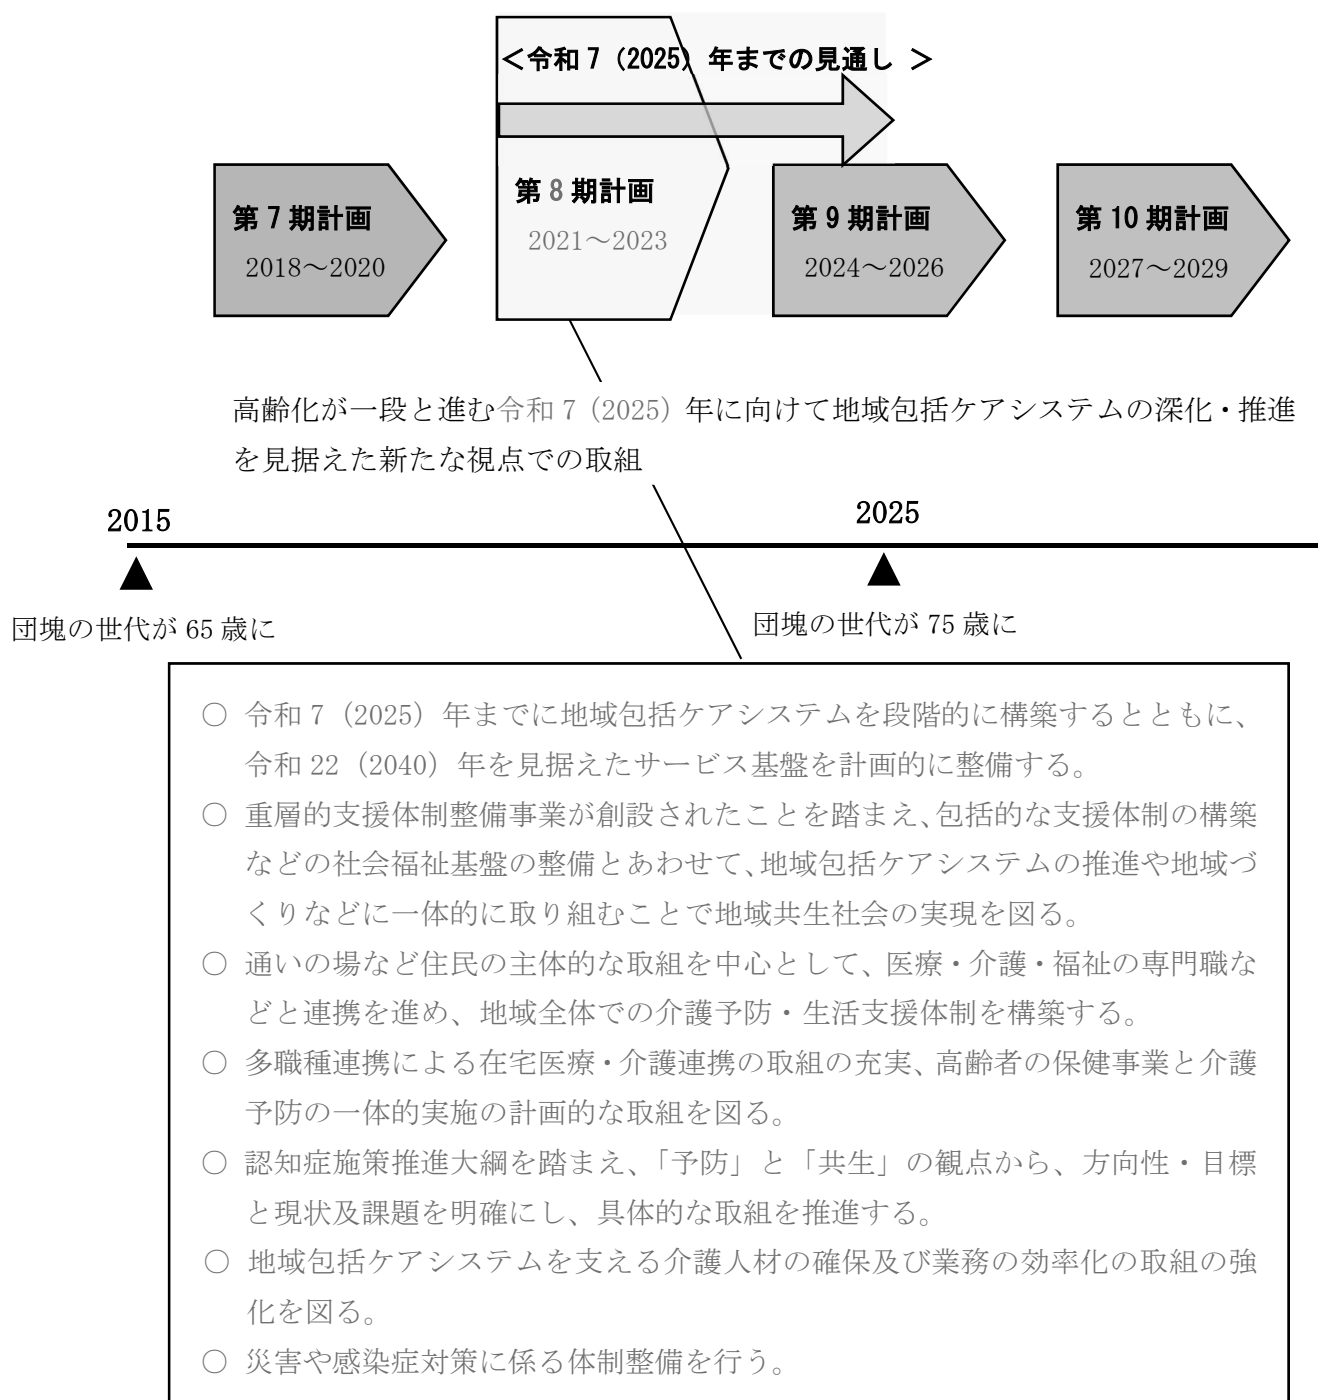 ＜令和７（2025）年までの見通し ＞
第７期計画
2018～2020
第８期計画
2021～2023
第９期計画
2024～2026
第10期計画
2027～2029
高齢化が一段と進む令和７（2025）年に向けて地域包括ケアシステムの深化・推進
を見据えた新たな視点での取組
2015
2025
団塊の世代が 65 歳に
団塊の世代が 75 歳に
○ 令和７（2025）年までに地域包括ケアシステムを段階的に構築するとともに、
令和 22（2040）年を見据えたサービス基盤を計画的に整備する。
○ 重層的支援体制整備事業が創設されたことを踏まえ、包括的な支援体制の構築
などの社会福祉基盤の整備とあわせて、地域包括ケアシステムの推進や地域づ
くりなどに一体的に取り組むことで地域共生社会の実現を図る。
○ 通いの場など住民の主体的な取組を中心として、医療・介護・福祉の専門職な
どと連携を進め、地域全体での介護予防・生活支援体制を構築する。
○ 多職種連携による在宅医療・介護連携の取組の充実、高齢者の保健事業と介護
予防の一体的実施の計画的な取組を図る。
○ 認知症施策推進大綱を踏まえ、「予防」と「共生」の観点から、方向性・目標
と現状及課題を明確にし、具体的な取組を推進する。
○ 地域包括ケアシステムを支える介護人材の確保及び業務の効率化の取組の強
化を図る。
○ 災害や感染症対策に係る体制整備を行う。